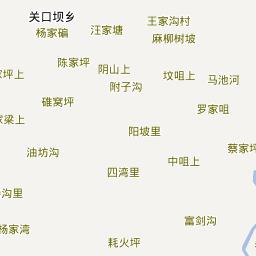 关口坝乡
王家沟村
杨家碥
汪家塘
麻柳树坡
陈家坪
阴山上
坟咀上
马池河
家坪上
附子沟
碓窝坪
罗家咀
家梁上
阳坡里
油坊沟
中咀上
蔡家坪
四湾里
沟里
富剑沟
杨家湾
耗火坪